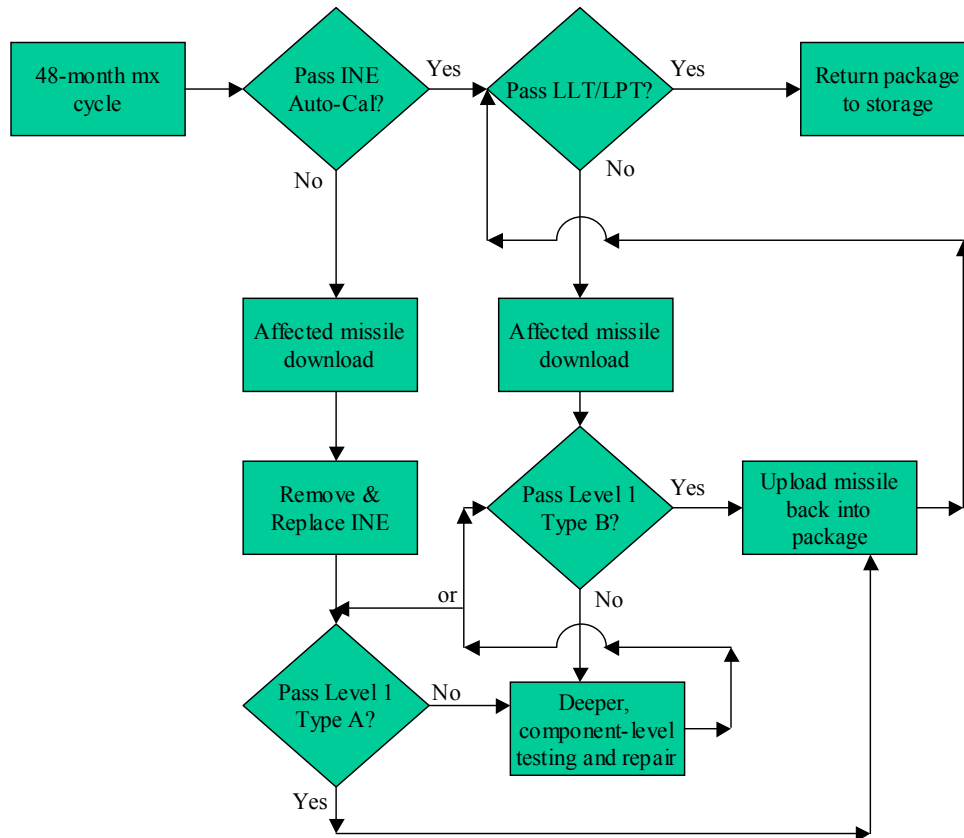 48-month mx
cycle
Pass INE
Auto-Cal?
Yes
Pass LLT/LPT?
Yes
Return package
to storage
No
No
Affected missile
download
Affected missile
download
Remove &
Replace INE
Pass Level 1
Type B?
Yes
Upload missile
back into
package
or
No
Pass Level 1
Type A?
No
Deeper,
component-level
testing and repair
Yes